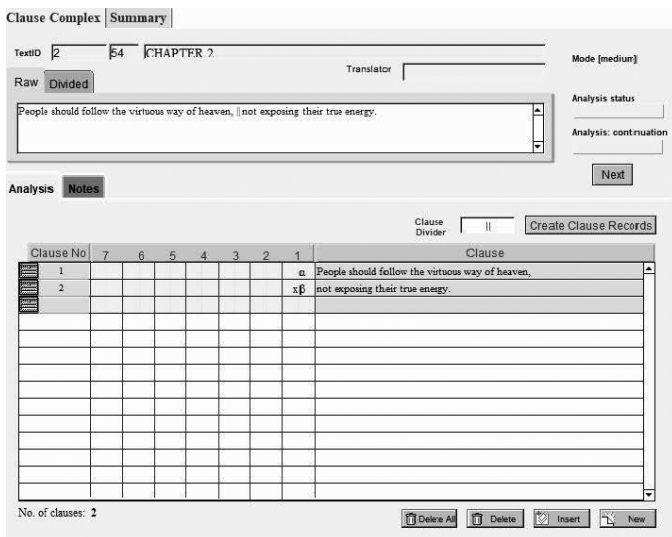 Clause Complex Summary
TextID 2 54 CHAPTER 2
Translator
Mode [medium]
Raw Divided
People should follow the virtuous way of heaven, || not exposing their true energy.
Analysis status
Analysis: continuation
Next
Analysis Notes
Clause Divider || Create Clause Records
Clause No 7 6 5 4 3 2 1 Clause
1 α People should follow the virtuous way of heaven,
2 xβ not exposing their true energy.
No. of clauses: 2
Delete All Delete Insert New